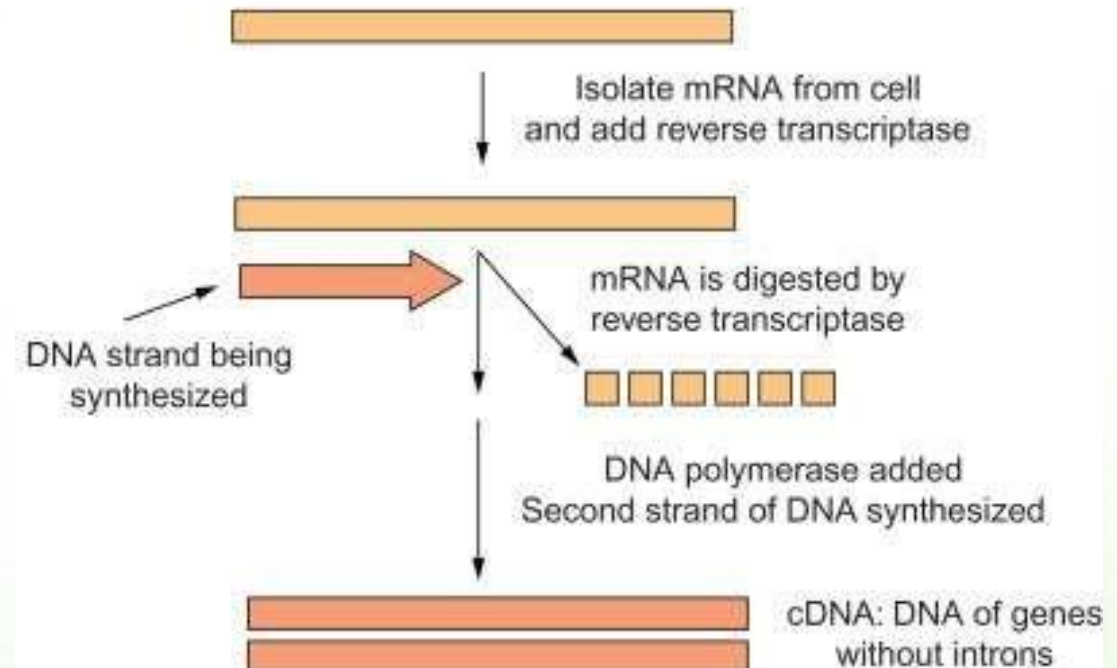 Isolate mRNA from cell
and add reverse transcriptase
mRNA is digested by
reverse transcriptase
DNA strand being
synthesized
DNA polymerase added
Second strand of DNA synthesized
cDNA: DNA of genes
without introns